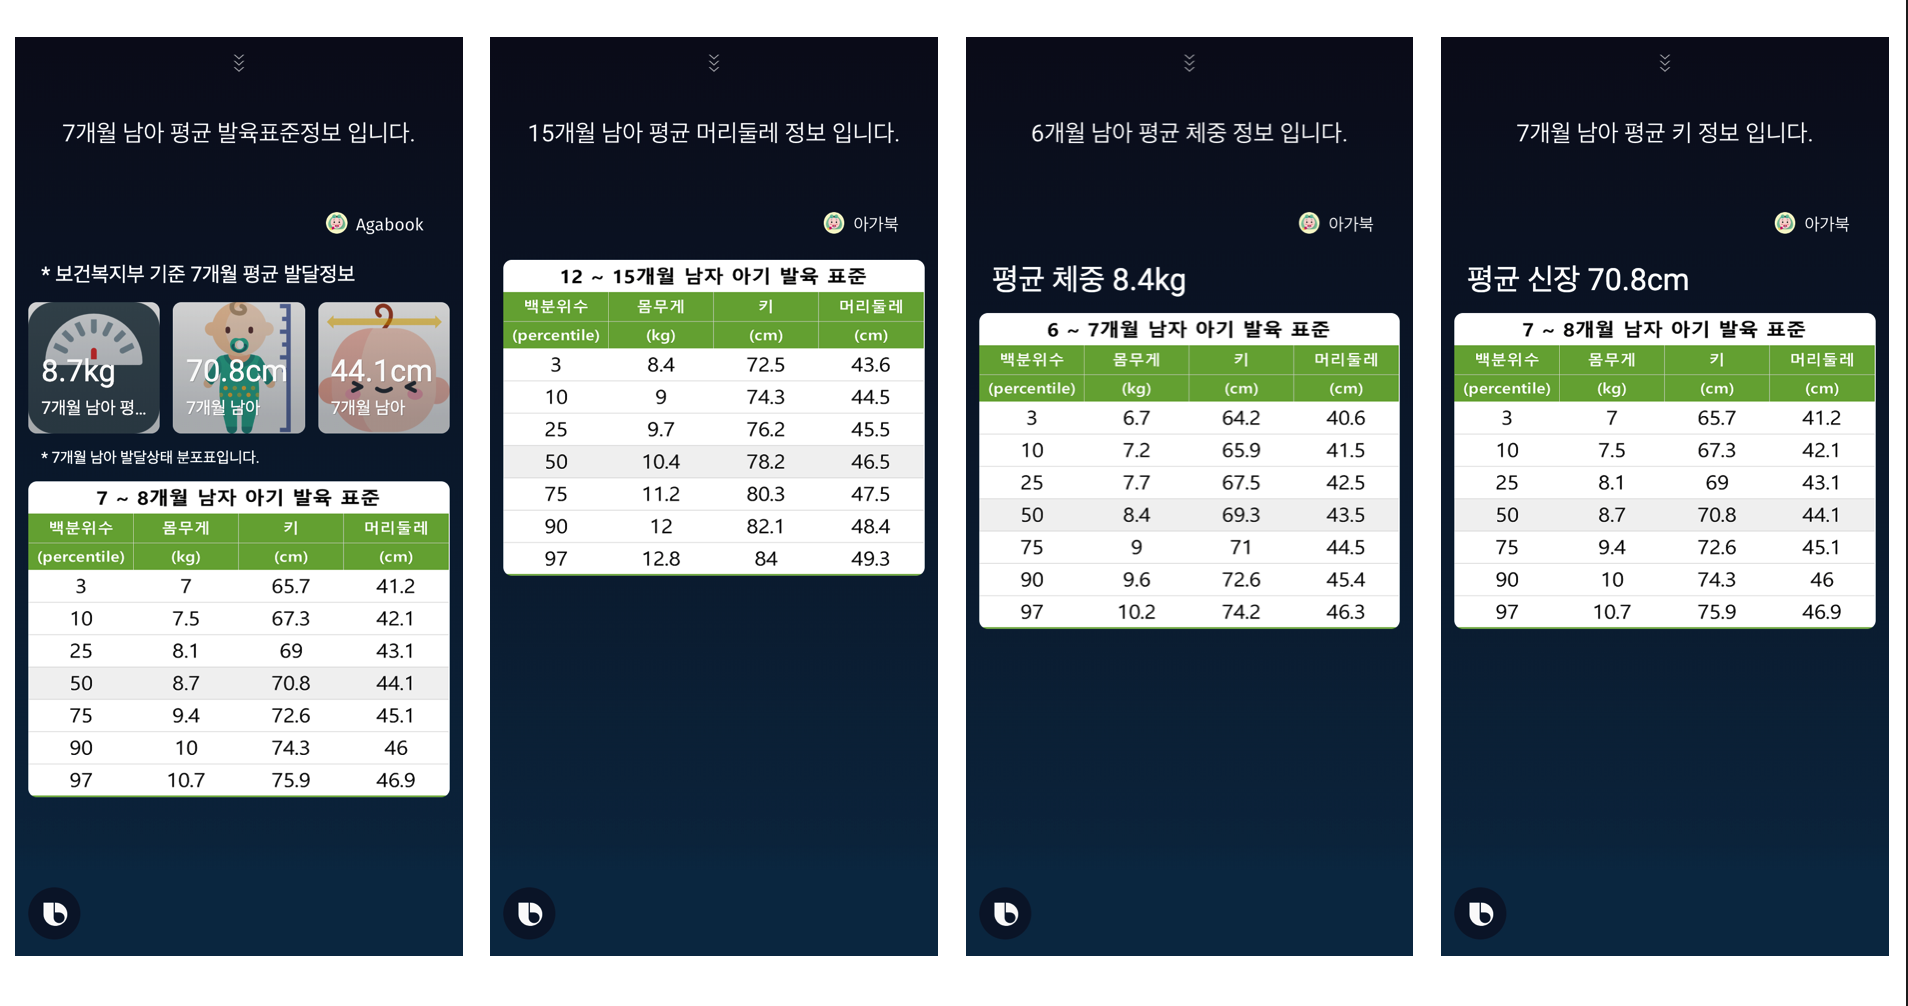 7개월 남아 평균 발육표준정보 입니다.
Agabook
* 보건복지부 기준 7개월 평균 발달정보
8.7kg 70.8cm 44.1cm
7개월 남아 평... 7개월 남아 7개월 남아
* 7개월 남아 발달상태 분포표입니다.
7 ~ 8개월 남자 아기 발육 표준
백분위수 몸무게 키 머리둘레
(percentile) (kg) (cm) (cm)
3 7 65.7 41.2
10 7.5 67.3 42.1
25 8.1 69 43.1
50 8.7 70.8 44.1
75 9.4 72.6 45.1
90 10 74.3 46
97 10.7 75.9 46.9
15개월 남아 평균 머리둘레 정보 입니다.
아가북
12 ~ 15개월 남자 아기 발육 표준
백분위수 몸무게 키 머리둘레
(percentile) (kg) (cm) (cm)
3 8.4 72.5 43.6
10 9 74.3 44.5
25 9.7 76.2 45.5
50 10.4 78.2 46.5
75 11.2 80.3 47.5
90 12 82.1 48.4
97 12.8 84 49.3
6개월 남아 평균 체중 정보 입니다.
아가북
평균 체중 8.4kg
6 ~ 7개월 남자 아기 발육 표준
백분위수 몸무게 키 머리둘레
(percentile) (kg) (cm) (cm)
3 6.7 64.2 40.6
10 7.2 65.9 41.5
25 7.7 67.5 42.5
50 8.4 69.3 43.5
75 9 71 44.5
90 9.6 72.6 45.4
97 10.2 74.2 46.3
7개월 남아 평균 키 정보 입니다.
아가북
평균 신장 70.8cm
7 ~ 8개월 남자 아기 발육 표준
백분위수 몸무게 키 머리둘레
(percentile) (kg) (cm) (cm)
3 7 65.7 41.2
10 7.5 67.3 42.1
25 8.1 69 43.1
50 8.7 70.8 44.1
75 9.4 72.6 45.1
90 10 74.3 46
97 10.7 75.9 46.9